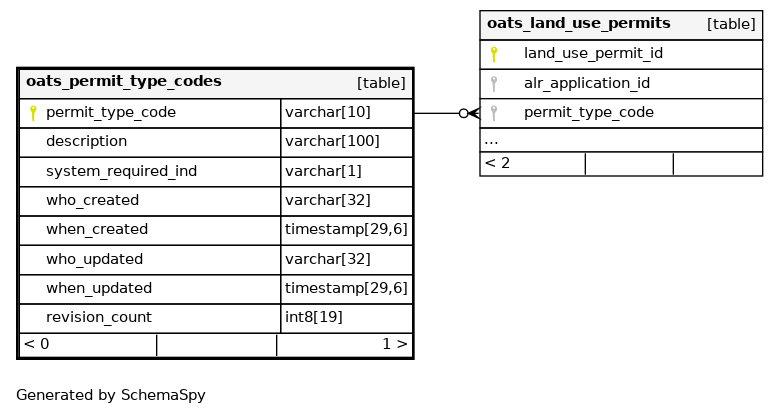 oats_permit_type_codes [table]
permit_type_code varchar[10]
description varchar[100]
system_required_ind varchar[1]
who_created varchar[32]
when_created timestamp[29,6]
who_updated varchar[32]
when_updated timestamp[29,6]
revision_count int8[19]
< 0 1 >
oats_land_use_permits [table]
land_use_permit_id
alr_application_id
permit_type_code
...
< 2
Generated by SchemaSpy